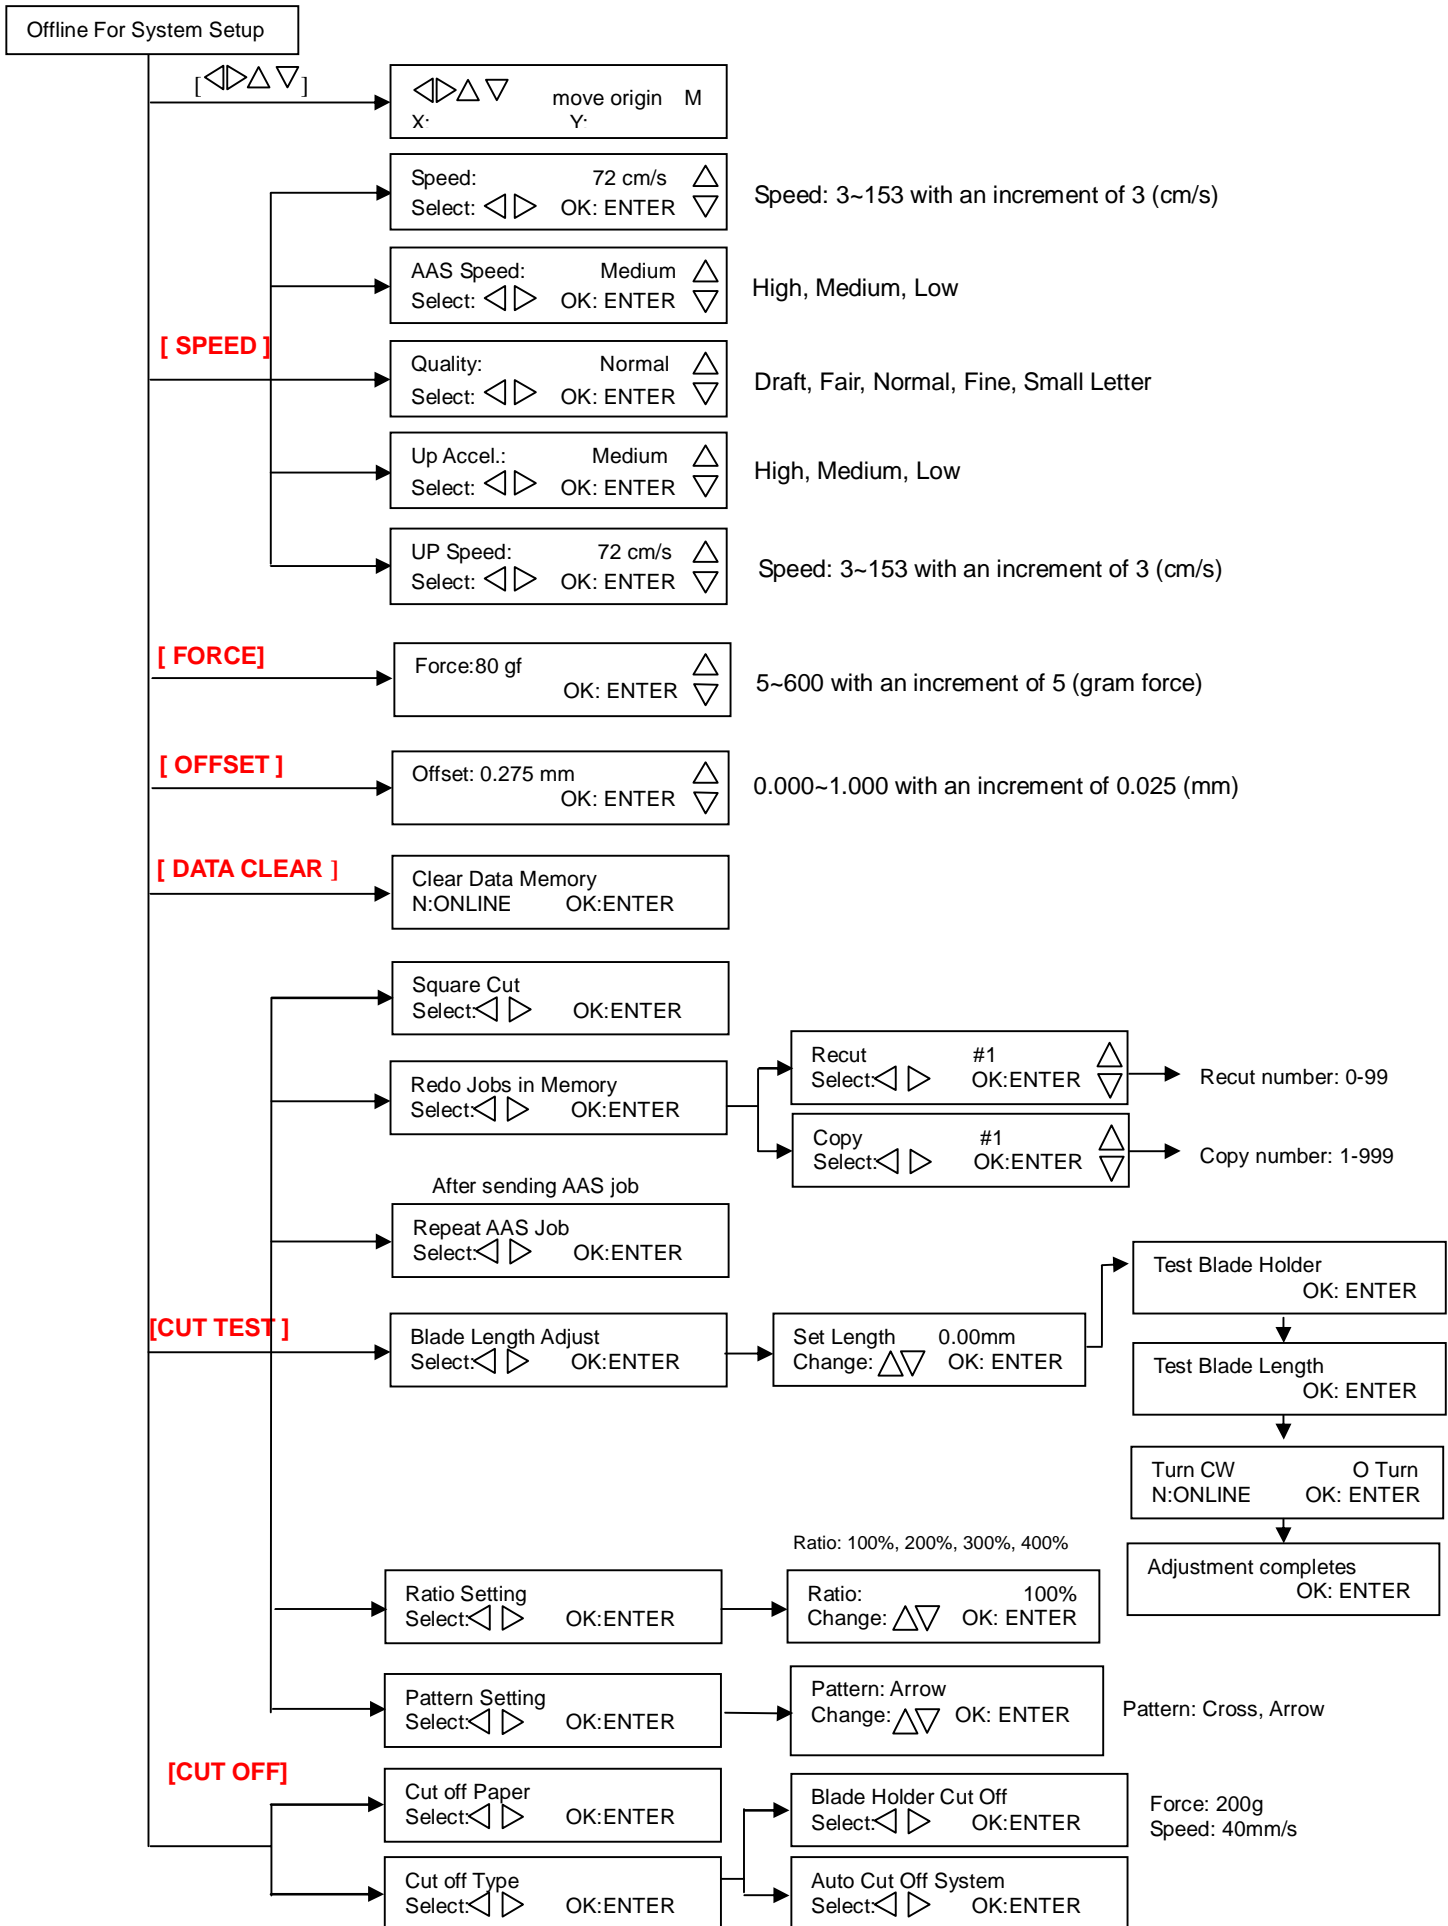 Offline For System Setup
[◁▷△▽]
◁▷△▽ move origin M
X: Y:
Speed: 72 cm/s △
Select: ◁ ▷ OK: ENTER ▽
Speed: 3~153 with an increment of 3 (cm/s)
AAS Speed: Medium △
Select: ◁ ▷ OK: ENTER ▽
High, Medium, Low
[ SPEED ]
Quality: Normal △
Select: ◁ ▷ OK: ENTER ▽
Draft, Fair, Normal, Fine, Small Letter
Up Accel.: Medium △
Select: ◁ ▷ OK: ENTER ▽
High, Medium, Low
UP Speed: 72 cm/s △
Select: ◁ ▷ OK: ENTER ▽
Speed: 3~153 with an increment of 3 (cm/s)
[ FORCE]
Force:80 gf △
OK: ENTER ▽
5~600 with an increment of 5 (gram force)
[ OFFSET ]
Offset: 0.275 mm △
OK: ENTER ▽
0.000~1.000 with an increment of 0.025 (mm)
[ DATA CLEAR ]
Clear Data Memory
N:ONLINE OK:ENTER
Square Cut
Select:◁ ▷ OK:ENTER
Redo Jobs in Memory
Select:◁ ▷ OK:ENTER
Recut #1 △
Select:◁ ▷ OK:ENTER ▽
Recut number: 0-99
Copy #1 △
Select:◁ ▷ OK:ENTER ▽
Copy number: 1-999
After sending AAS job
Repeat AAS Job
Select:◁ ▷ OK:ENTER
[CUT TEST ]
Blade Length Adjust
Select:◁ ▷ OK:ENTER
Set Length 0.00mm
Change: △▽ OK: ENTER
Test Blade Holder
OK: ENTER
Test Blade Length
OK: ENTER
Turn CW O Turn
N:ONLINE OK: ENTER
Adjustment completes
OK: ENTER
Ratio: 100%, 200%, 300%, 400%
Ratio Setting
Select:◁ ▷ OK:ENTER
Ratio: 100%
Change: △▽ OK: ENTER
Pattern Setting
Select:◁ ▷ OK:ENTER
Pattern: Arrow
Change: △▽ OK: ENTER
Pattern: Cross, Arrow
[CUT OFF]
Cut off Paper
Select:◁ ▷ OK:ENTER
Blade Holder Cut Off
Select:◁ ▷ OK:ENTER
Force: 200g
Speed: 40mm/s
Cut off Type
Select:◁ ▷ OK:ENTER
Auto Cut Off System
Select:◁ ▷ OK:ENTER